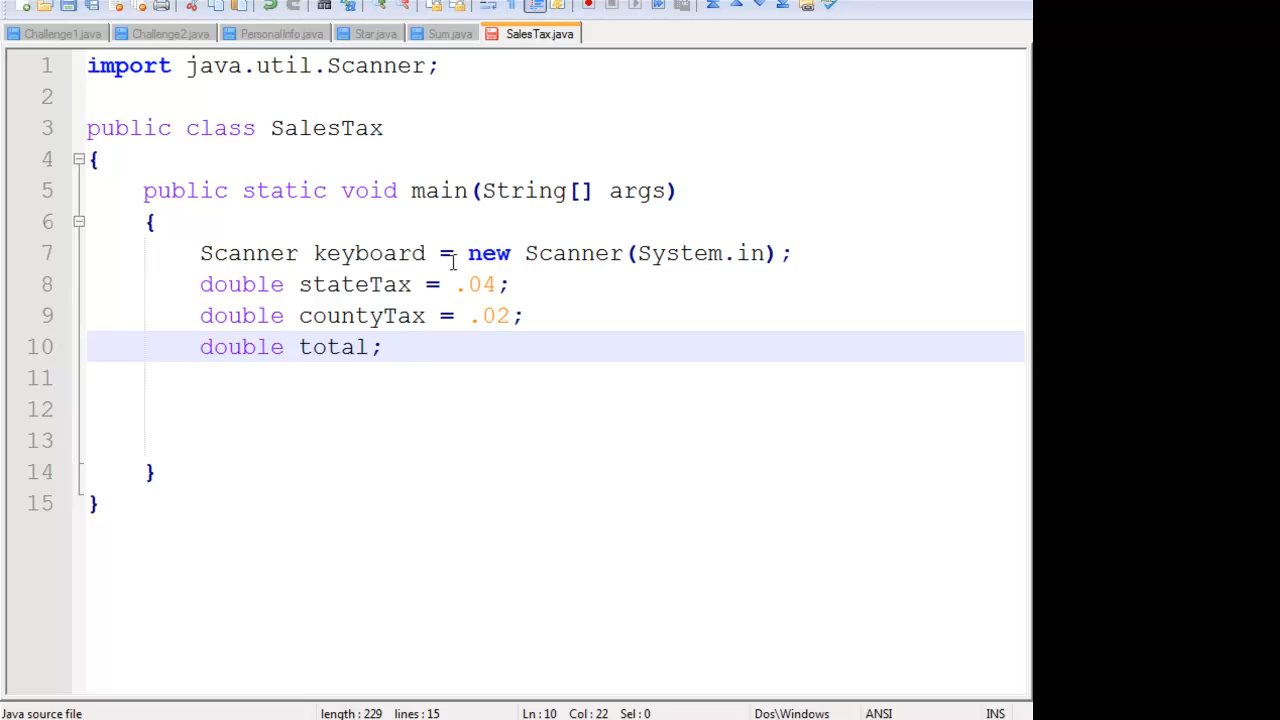 Challenge1.java Challenge2.java PersonalInfo.java Star.java Sum.java SalesTax.java
1 import java.util.Scanner;
2
3 public class SalesTax
4 {
5 public static void main(String[] args)
6 {
7 Scanner keyboard = new Scanner(System.in);
8 double stateTax = .04;
9 double countyTax = .02;
10 double total;
11
12
13
14 }
15 }
Java source file length : 229 lines : 15 Ln : 10 Col : 22 Sel : 0 Dos\Windows ANSI INS